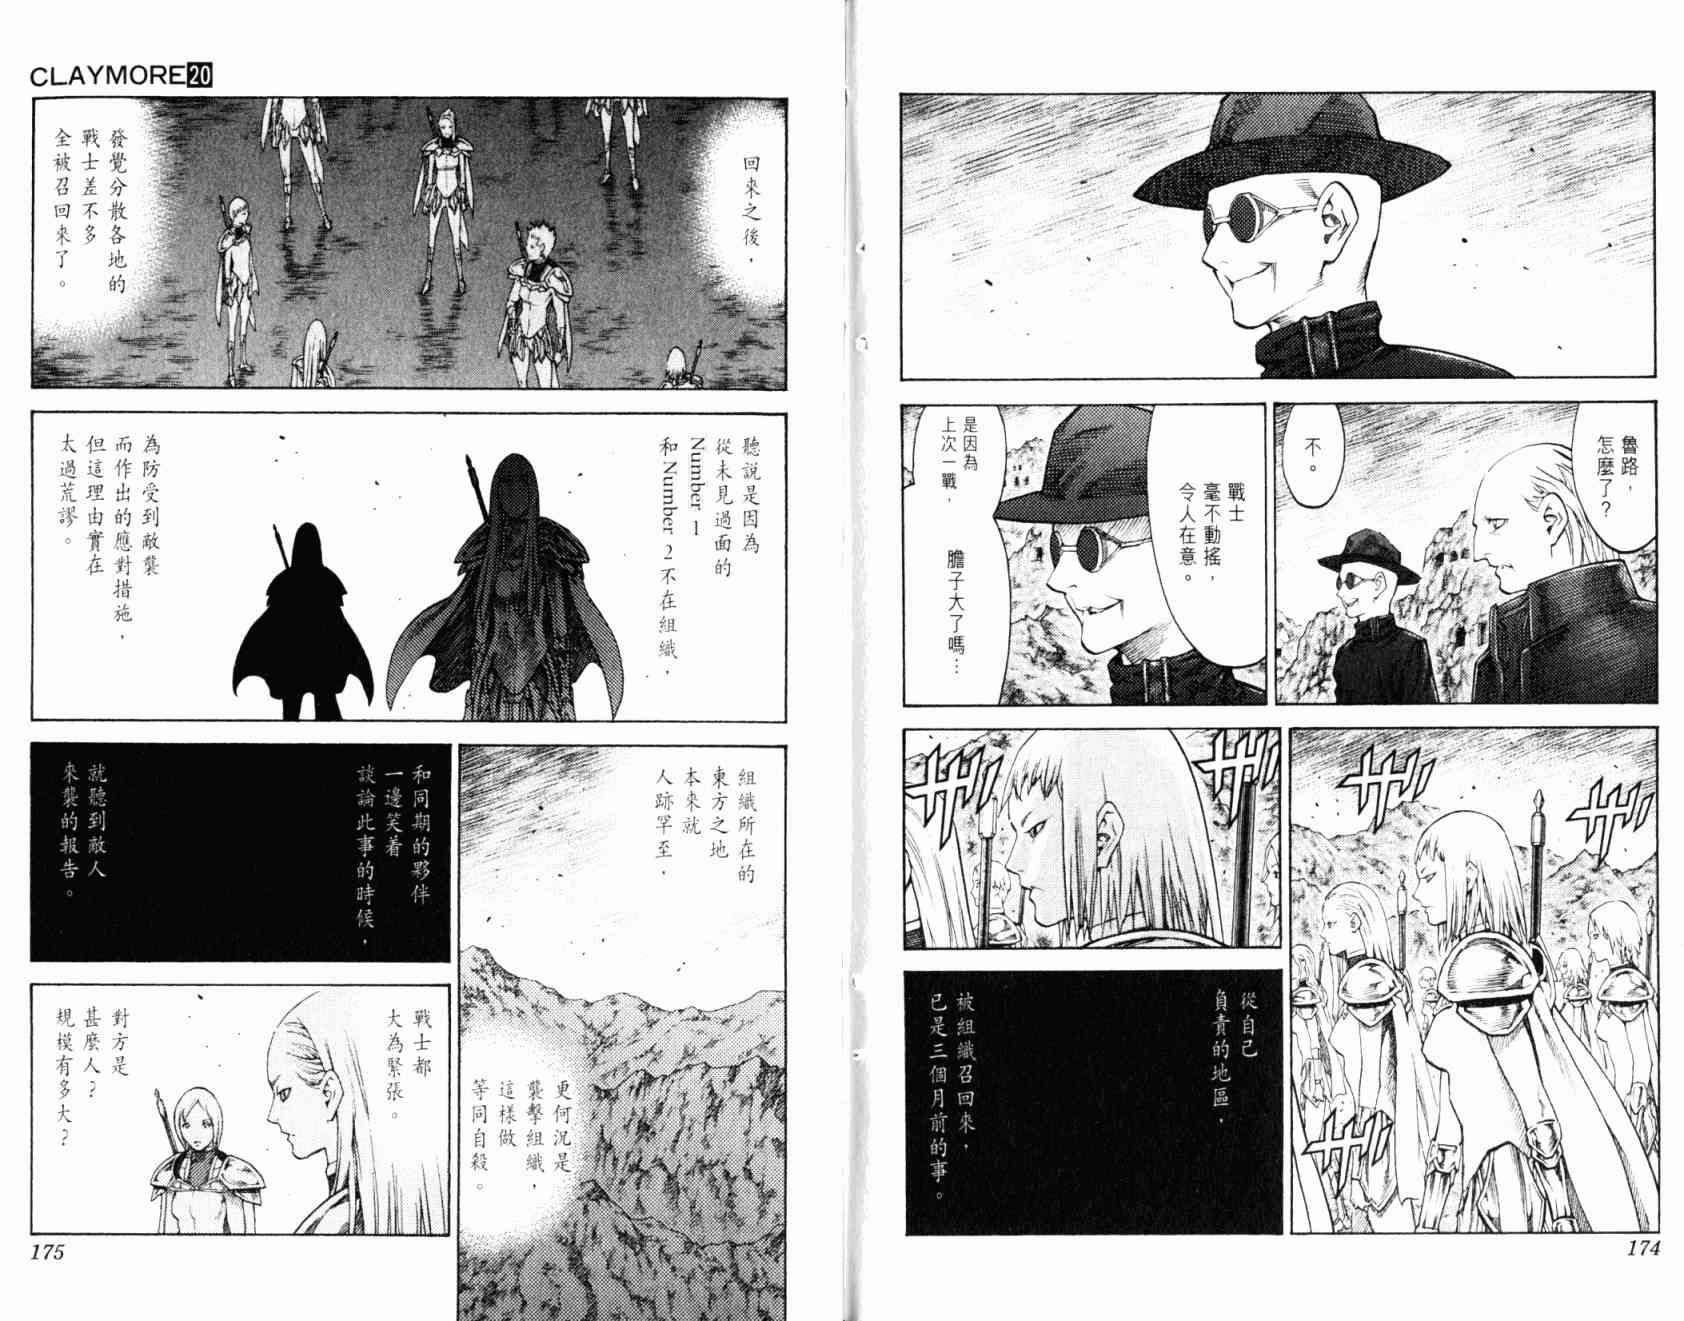 魯路，
怎麼了？
不。
戰士
毫不動搖，
令人在意。
是因為
上次一戰，
膽子大了嗎…
ザッ
ザッ
ザッ
ザッ
ザッ
從自己
負責的地區，
被組織召回來，
已是三個月前的事。
174
CLAYMORE20
回來之後，
發覺分散各地的
戰士差不多
全被召回來了。
聽說是因為
從未見過面的
Number 1
和Number 2不在組織，
為防受到敵襲
而作出的應對措施，
但這理由實在
太過荒謬。
組織所在的
東方之地
本來就
人跡罕至，
更何況是
襲擊組織，
這樣做
等同自殺。
和同期的夥伴
一邊笑着
談論此事的時候，
就聽到敵人
來襲的報告。
戰士都
大為緊張。
對方是
甚麼人？
規模有多大？
175